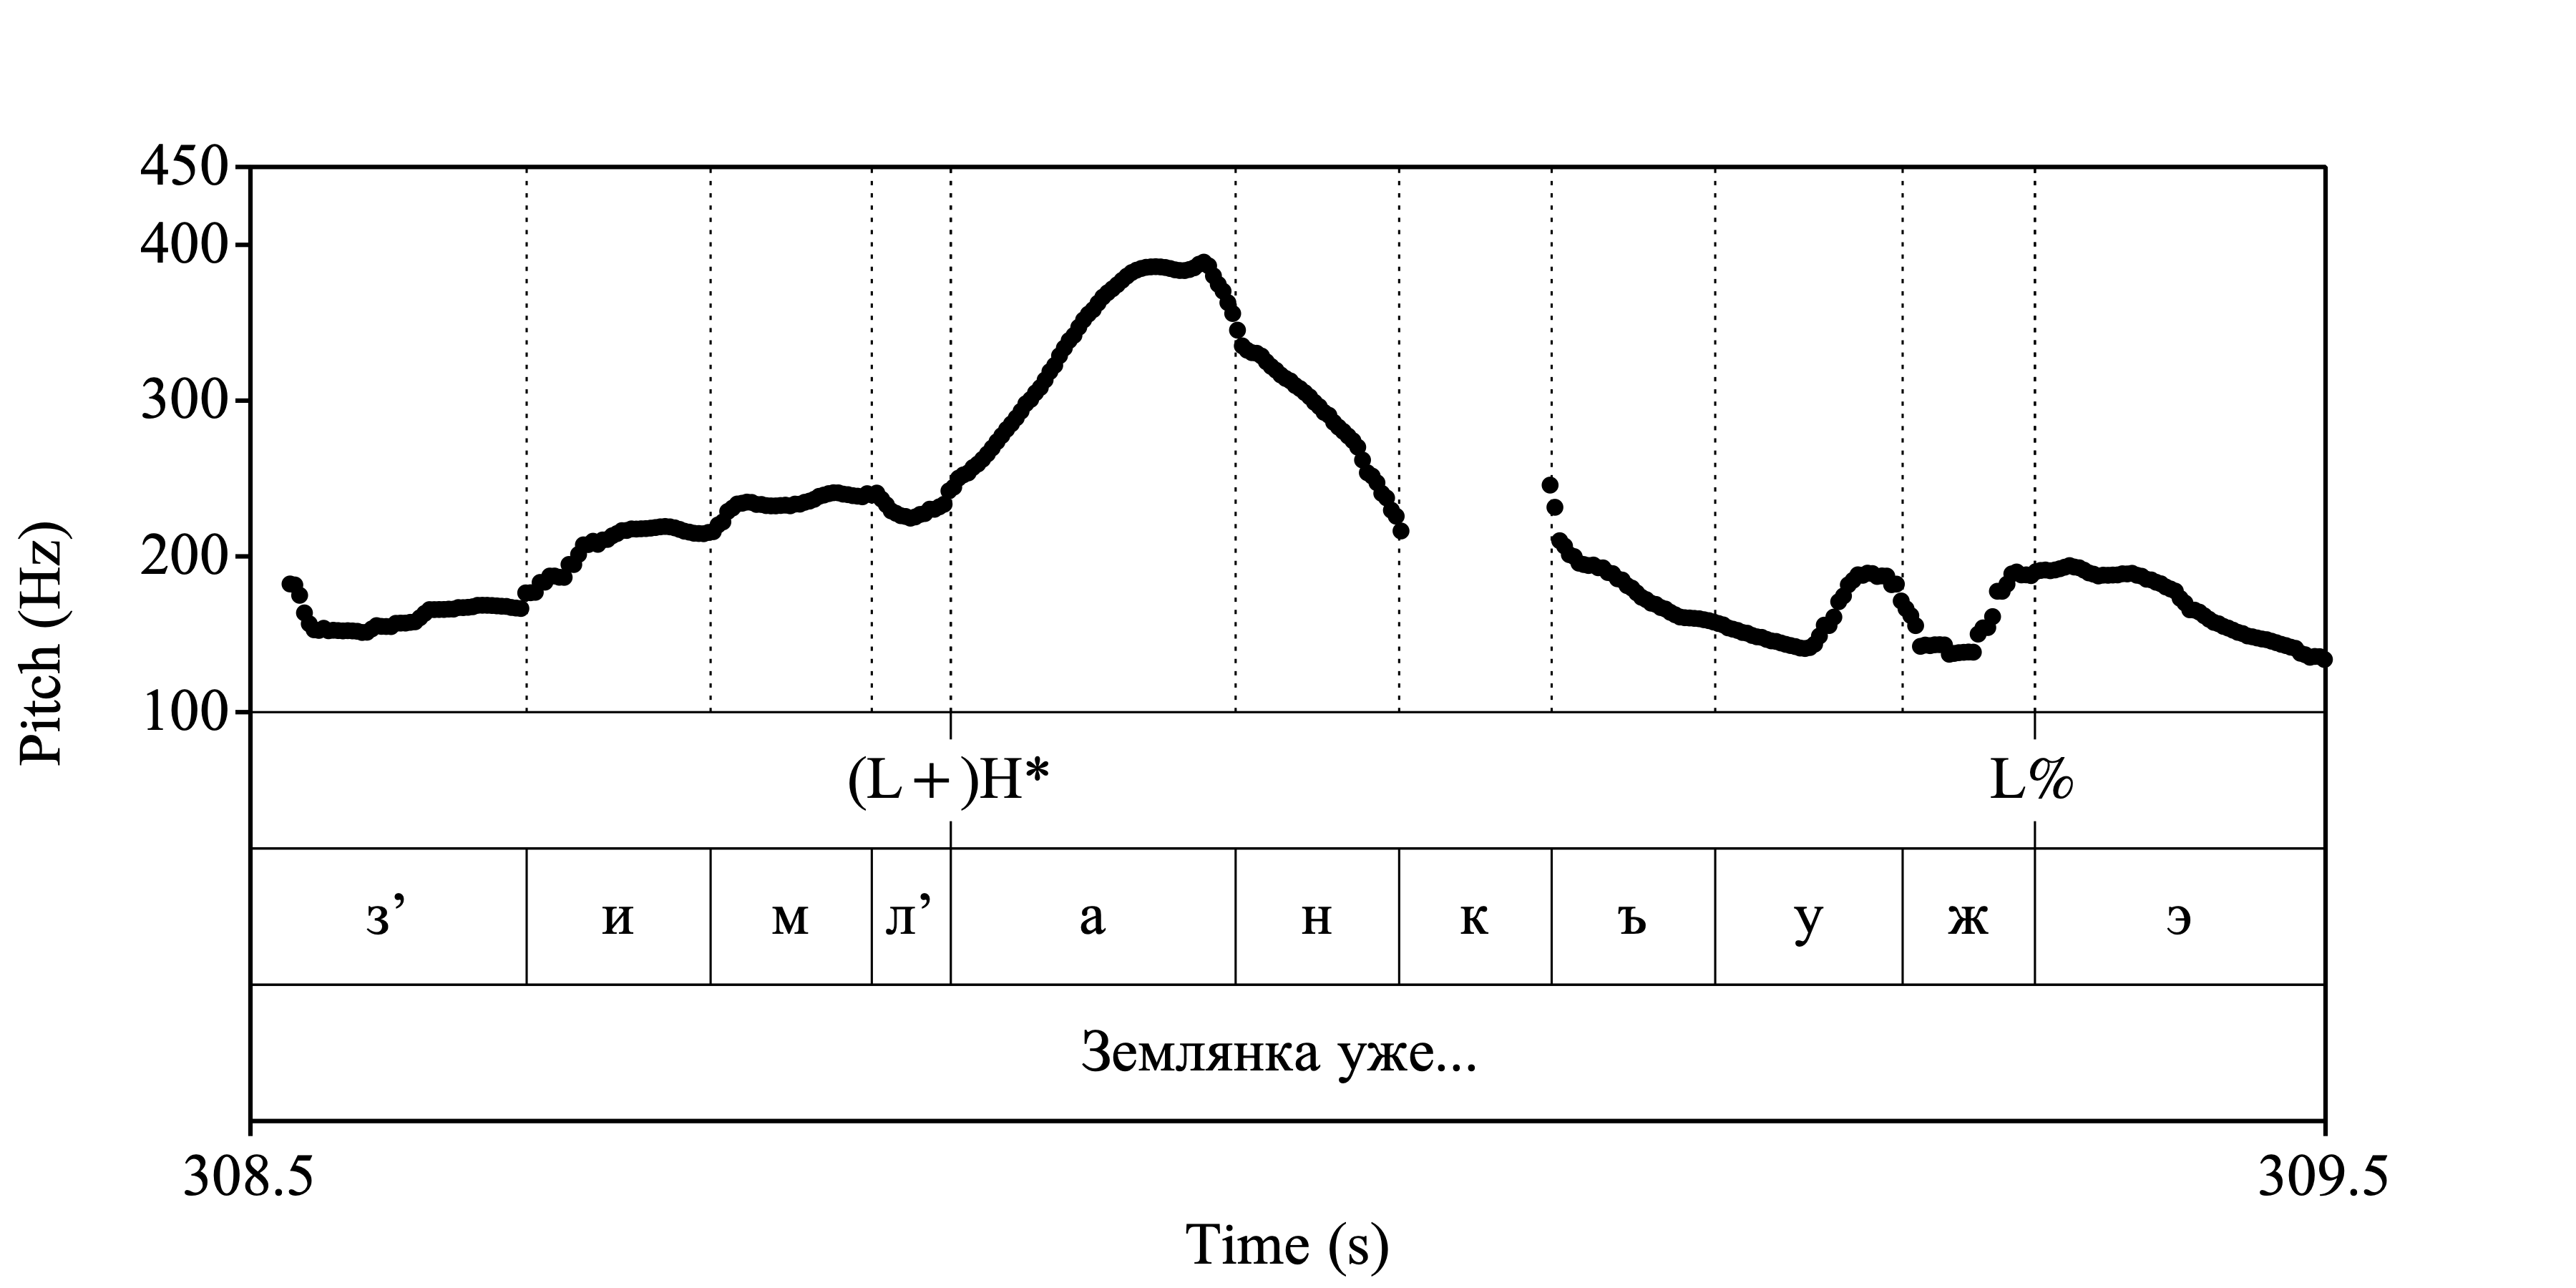 450
400
300
200
100
Pitch (Hz)
(L+)H* L%
з’ и м л’ а н к ъ у ж э
Землянка уже...
308.5 309.5
Time (s)